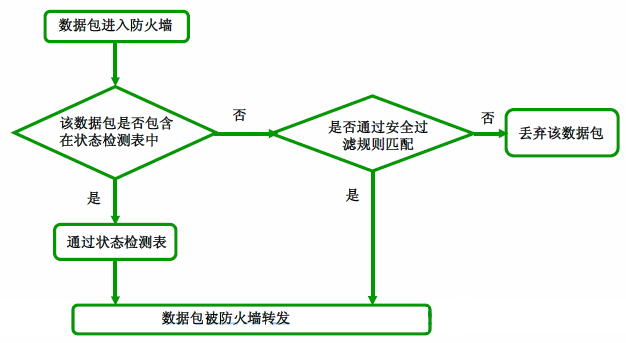 数据包进入防火墙
该数据包是否包含
在状态检测表中
否
是否通过安全过
滤规则匹配
否
丢弃该数据包
是
是
通过状态检测表
数据包被防火墙转发